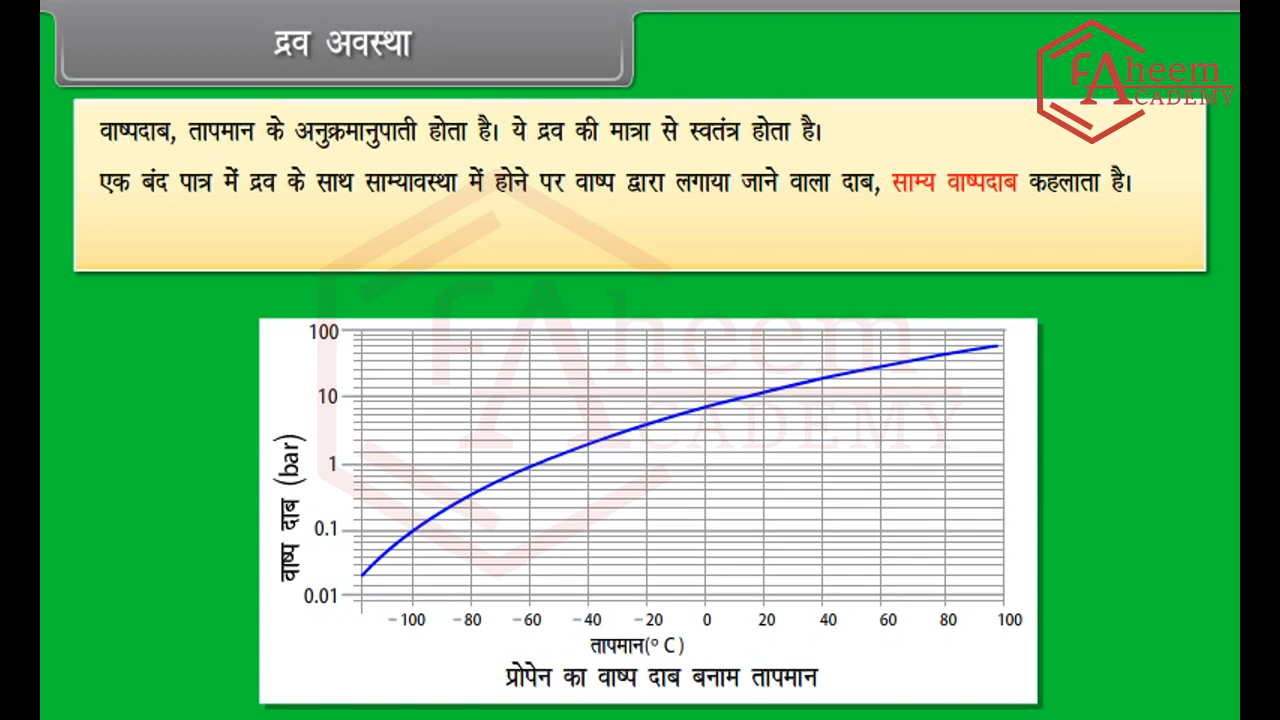 द्रव अवस्था
FAheem
ACADEMY
वाष्पदाब, तापमान के अनुक्रमानुपाती होता है। ये द्रव की मात्रा से स्वतंत्र होता है।
एक बंद पात्र में द्रव के साथ साम्यावस्था में होने पर वाष्प द्वारा लगाया जाने वाला दाब, साम्य वाष्पदाब कहलाता है।
FAheem
ACADEMY
वाष्प दाब (bar)
100
10
1
0.1
0.01
-100 -80 -60 -40 -20 0 20 40 60 80 100
तापमान(° C)
प्रोपेन का वाष्प दाब बनाम तापमान